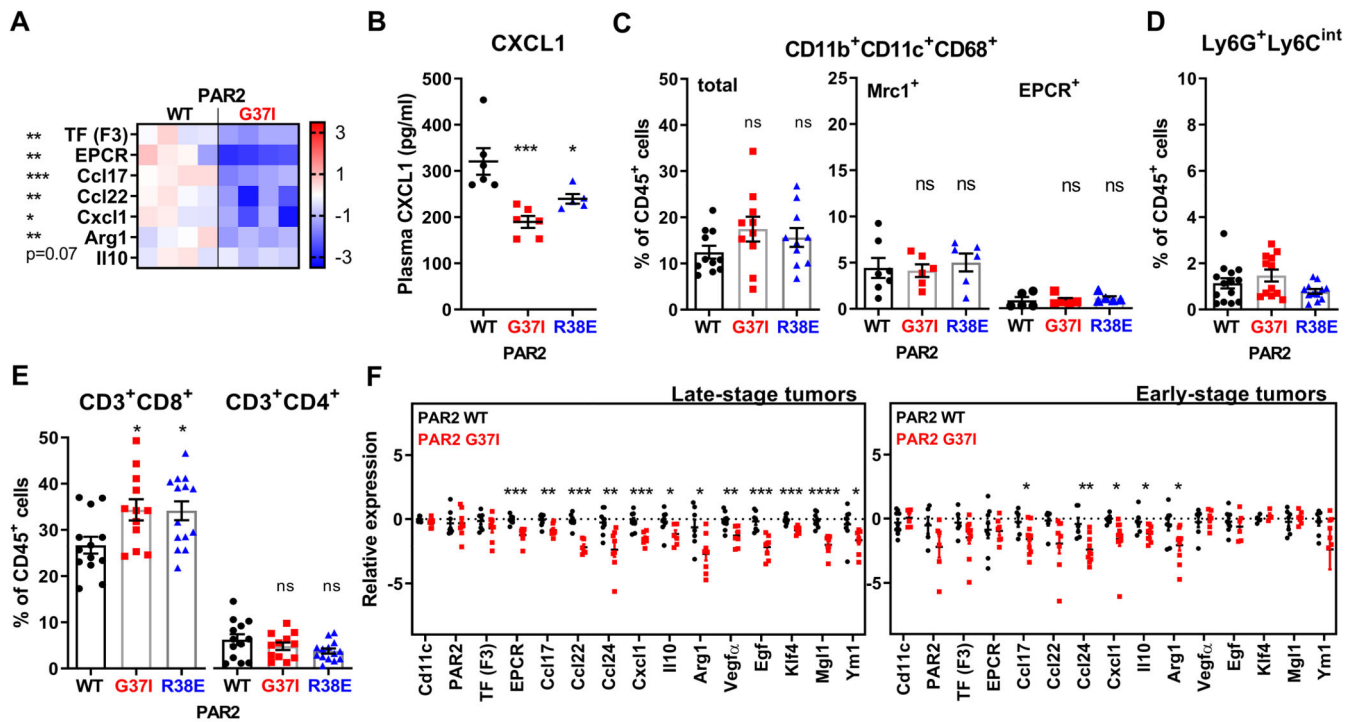 A
PAR2
WT G37I
** TF (F3)
** EPCR
*** Ccl17
** Ccl22
* Cxcl1
** Arg1
p=0.07 Il10
3
1
-1
-3
B
CXCL1
Plasma CXCL1 (pg/ml)
500
400
300
200
100
0
*** *
WT G37I R38E
PAR2
C
CD11b+CD11c+CD68+
% of CD45+ cells
total
50
40
30
20
10
0
ns ns
WT G37I R38E
Mrc1+
25
20
15
10
5
0
ns ns
WT G37I R38E
EPCR+
ns ns
WT G37I R38E
PAR2
D
Ly6G+Ly6Cint
% of CD45+ cells
10
8
6
4
2
0
WT G37I R38E
PAR2
E
CD3+CD8+ CD3+CD4+
% of CD45+ cells
50
40
30
20
10
0
* * ns ns
WT G37I R38E WT G37I R38E
PAR2
F
Late-stage tumors
PAR2 WT
PAR2 G37I
Relative expression
5
0
-5
*** ** *** ** *** * * ** *** *** **** *
Cd11c PAR2 TF (F3) EPCR Ccl17 Ccl22 Ccl24 Cxcl1 Il10 Arg1 Vegfα Egf Klf4 Mgl1 Ym1
Early-stage tumors
PAR2 WT
PAR2 G37I
5
0
-5
* ** * * *
Cd11c PAR2 TF (F3) EPCR Ccl17 Ccl22 Ccl24 Cxcl1 Il10 Arg1 Vegfα Egf Klf4 Mgl1 Ym1